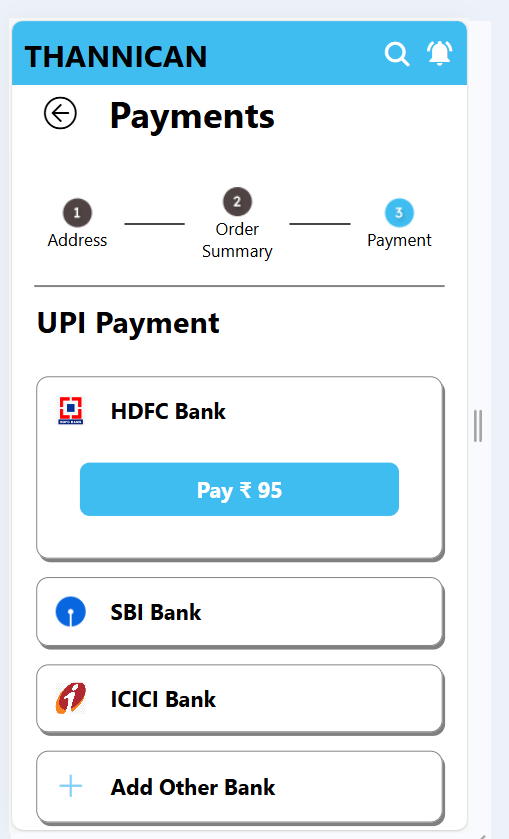 THANNICAN
Payments
1
Address
2
Order
Summary
3
Payment
UPI Payment
HDFC BANK
HDFC Bank
Pay ₹ 95
SBI Bank
ICICI Bank
Add Other Bank